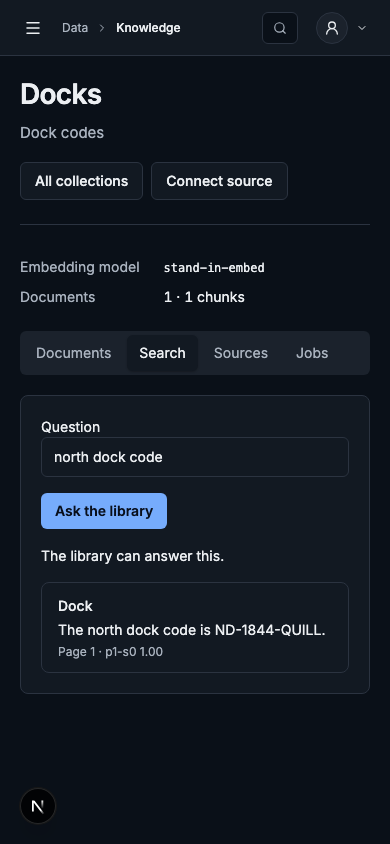 Data > Knowledge
Docks
Dock codes
All collections Connect source
Embedding model stand-in-embed
Documents 1 · 1 chunks
Documents Search Sources Jobs
Question
north dock code
Ask the library
The library can answer this.
Dock
The north dock code is ND-1844-QUILL.
Page 1 · p1-s0 1.00
N